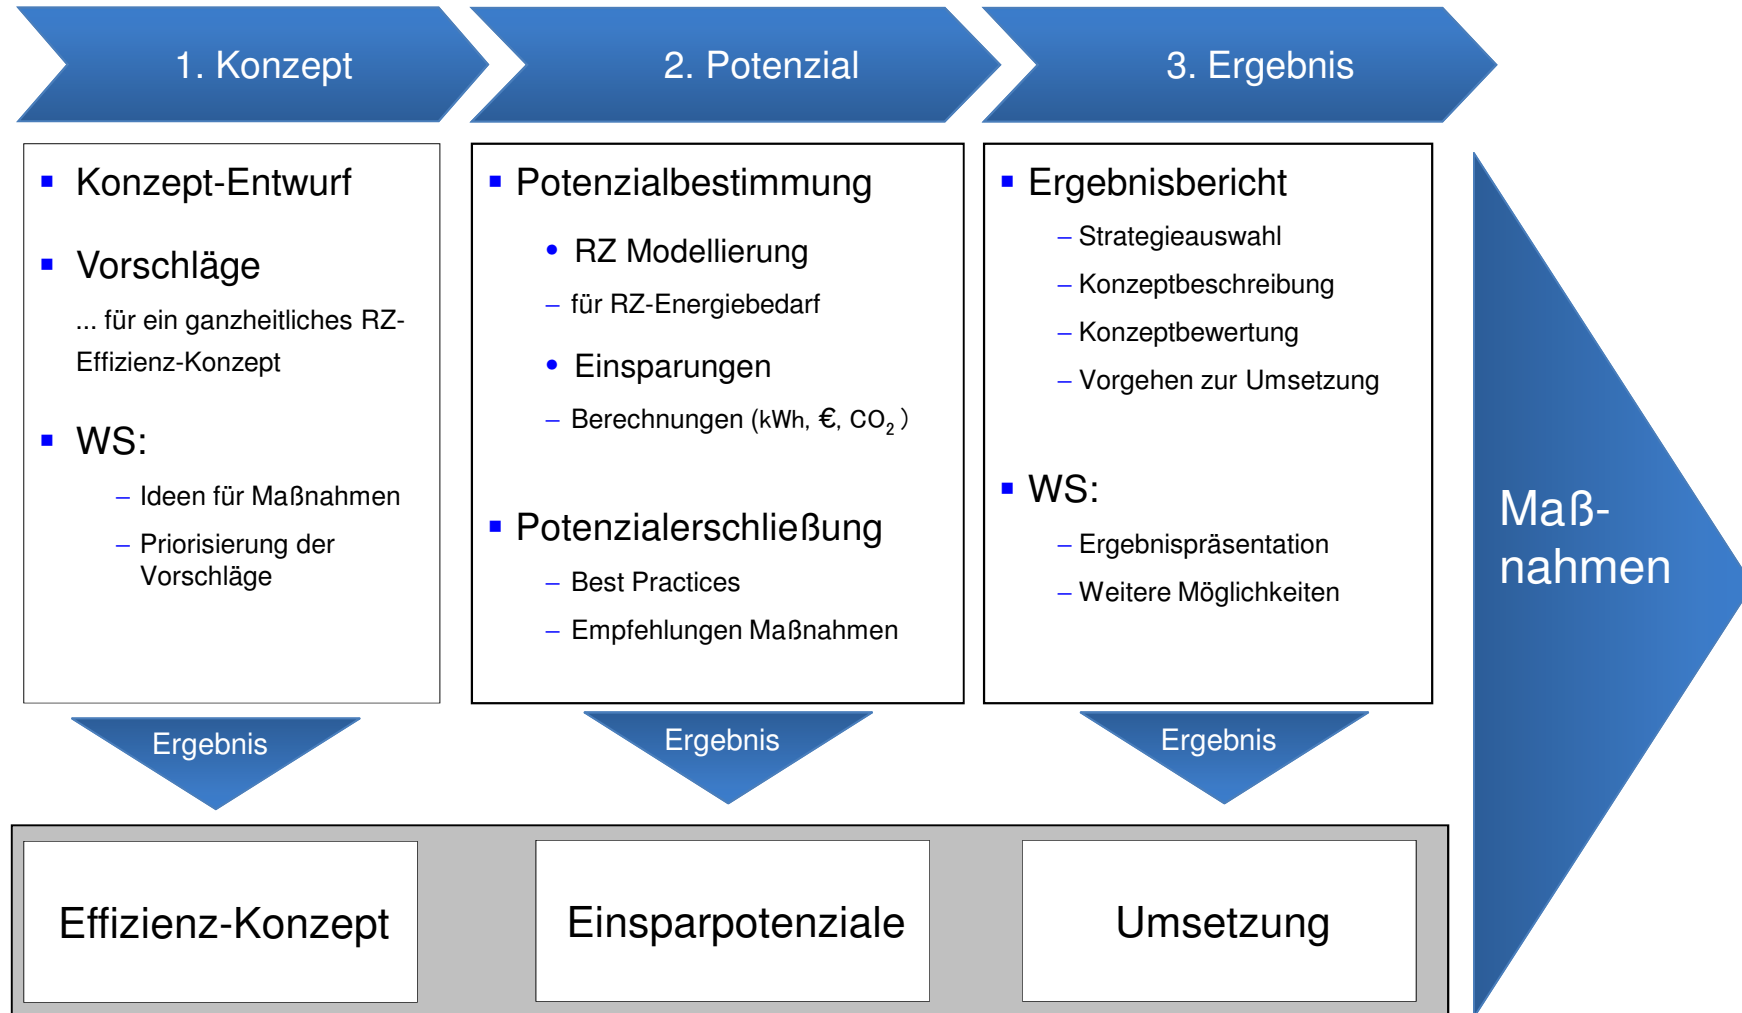 1. Konzept
2. Potenzial
3. Ergebnis
Konzept-Entwurf
Vorschläge
... für ein ganzheitliches RZ-
Effizienz-Konzept
WS:
– Ideen für Maßnahmen
– Priorisierung der
Vorschläge
Potenzialbestimmung
• RZ Modellierung
– für RZ-Energiebedarf
• Einsparungen
– Berechnungen (kWh, €, CO₂)
Potenzialerschließung
– Best Practices
– Empfehlungen Maßnahmen
Ergebnisbericht
– Strategieauswahl
– Konzeptbeschreibung
– Konzeptbewertung
– Vorgehen zur Umsetzung
WS:
– Ergebnispräsentation
– Weitere Möglichkeiten
Maß-
nahmen
Ergebnis
Ergebnis
Ergebnis
Effizienz-Konzept
Einsparpotenziale
Umsetzung